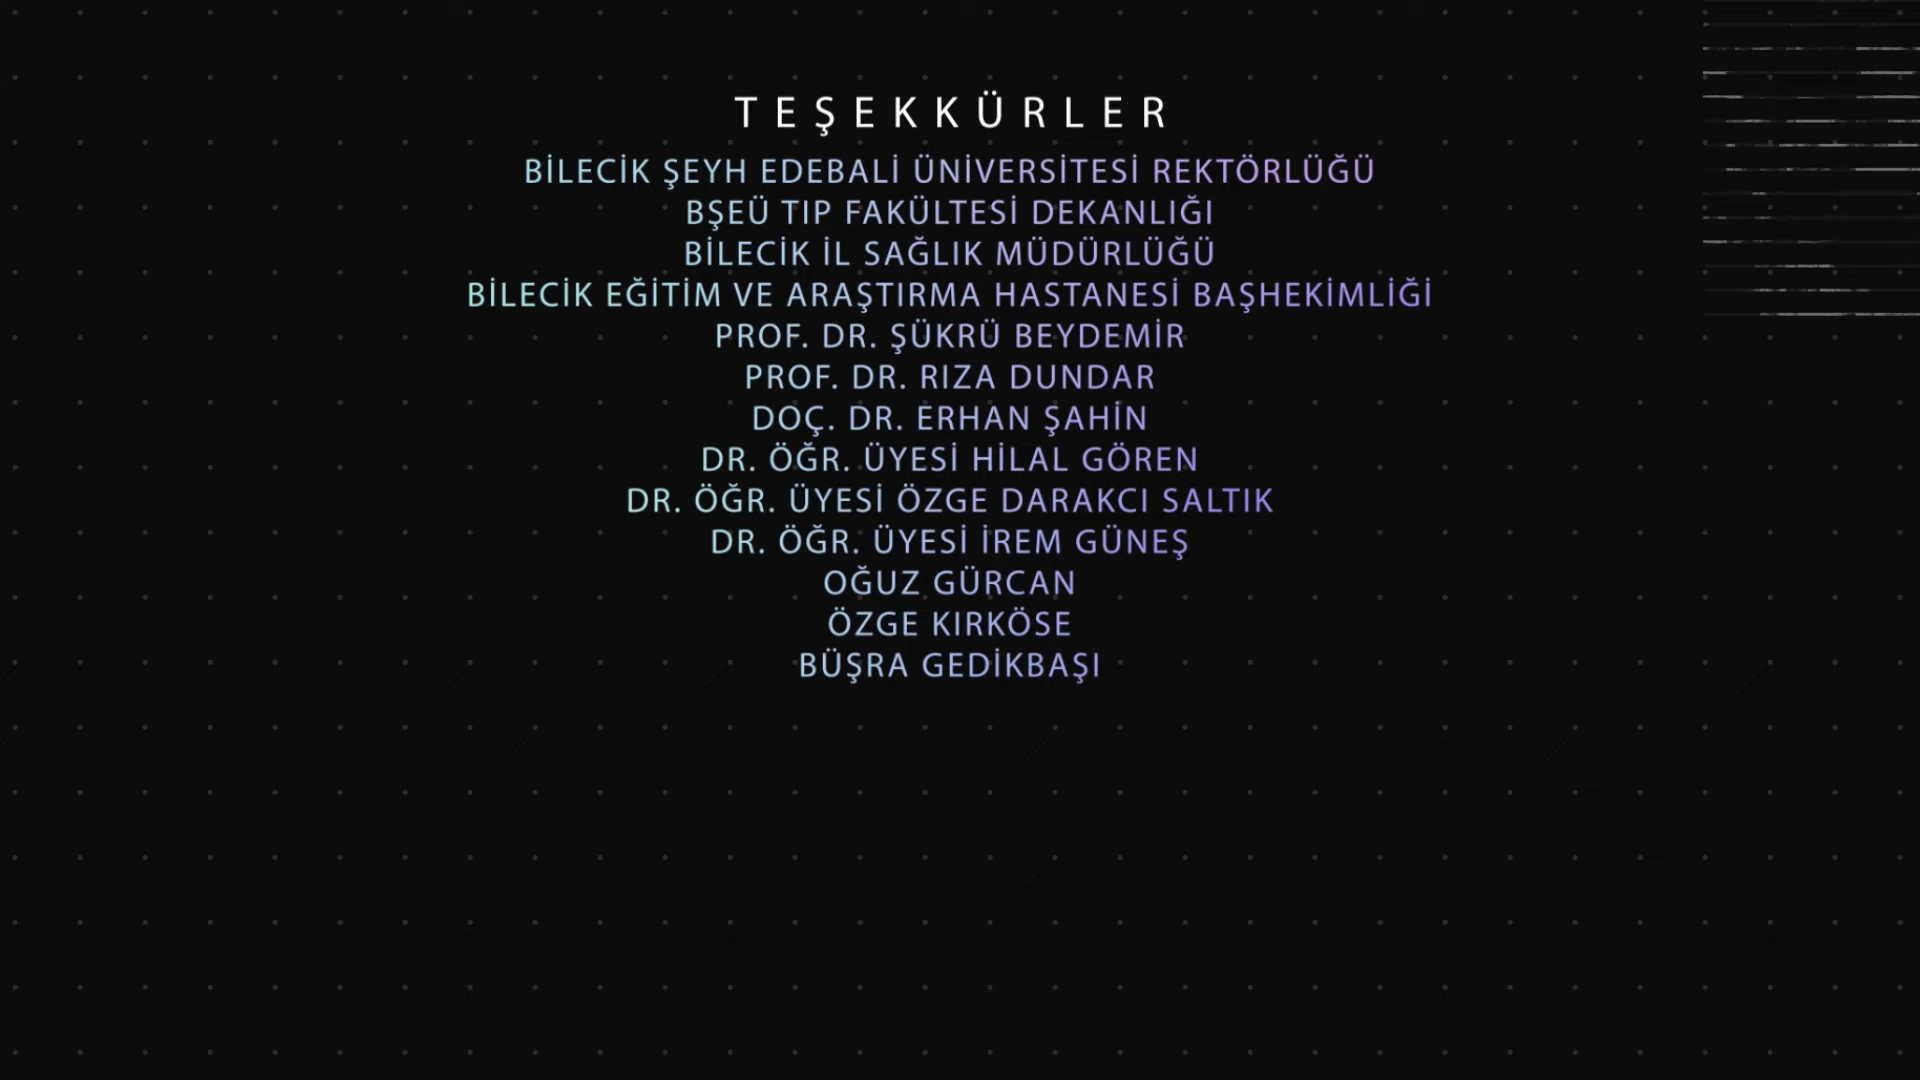 TEŞEKKÜRLER
BİLECİK ŞEYH EDEBALİ ÜNİVERSİTESİ REKTÖRLÜĞÜ
BŞEÜ TIP FAKÜLTESİ DEKANLIĞI
BİLECİK İL SAĞLIK MÜDÜRLÜĞÜ
BİLECİK EĞİTİM VE ARAŞTIRMA HASTANESİ BAŞHEKİMLİĞİ
PROF. DR. ŞÜKRÜ BEYDEMİR
PROF. DR. RIZA DUNDAR
DOÇ. DR. ERHAN ŞAHİN
DR. ÖĞR. ÜYESİ HİLAL GÖREN
DR. ÖĞR. ÜYESİ ÖZGE DARAKCI SALTIK
DR. ÖĞR. ÜYESİ İREM GÜNEŞ
OĞUZ GÜRCAN
ÖZGE KIRKÖSE
BÜŞRA GEDİKBAŞI